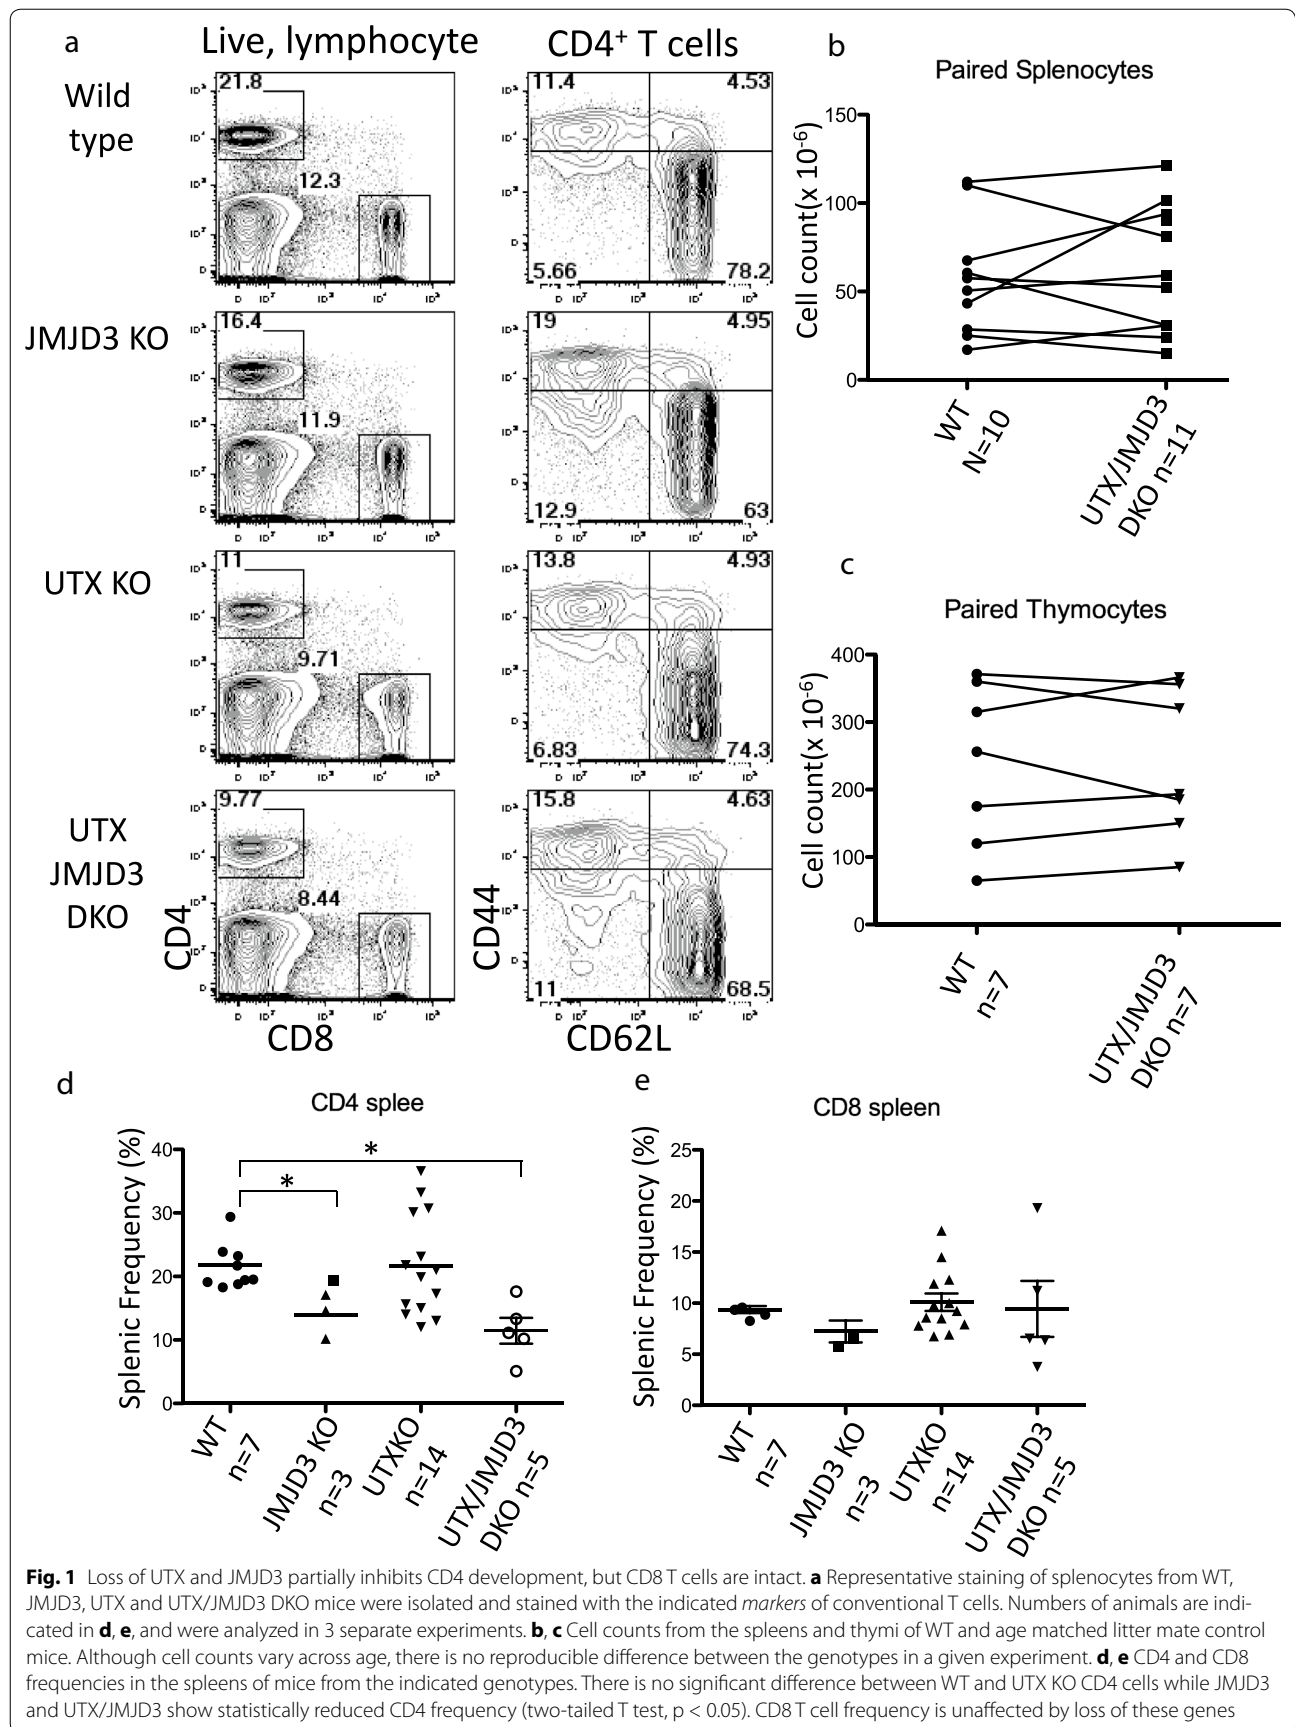 a
Live, lymphocyte
CD4⁺ T cells
Wild
type
21.8
12.3
11.4
4.53
5.66
78.2
JMJD3 KO
16.4
11.9
19
4.95
12.9
63
UTX KO
11
9.71
13.8
4.93
6.83
74.3
UTX
JMJD3
DKO
9.77
8.44
15.8
4.63
11
68.5
CD4
CD8
CD44
CD62L
b
Paired Splenocytes
Cell count(x 10⁻⁶)
150
100
50
0
WT
N=10
UTX/JMJD3
DKO n=11
c
Paired Thymocytes
Cell count(x 10⁻⁶)
400
300
200
100
0
WT
n=7
UTX/JMJD3
DKO n=7
d
CD4 splee
Splenic Frequency (%)
40
30
20
10
0
*
*
WT
n=7
JMJD3 KO
n=3
UTXKO
n=14
UTX/JMJD3
DKO n=5
e
CD8 spleen
Splenic Frequency (%)
25
20
15
10
5
0
WT
n=7
JMJD3 KO
n=3
UTXKO
n=14
UTX/JMJD3
DKO n=5
Fig. 1 Loss of UTX and JMJD3 partially inhibits CD4 development, but CD8 T cells are intact. a Representative staining of splenocytes from WT,
JMJD3, UTX and UTX/JMJD3 DKO mice were isolated and stained with the indicated markers of conventional T cells. Numbers of animals are indi-
cated in d, e, and were analyzed in 3 separate experiments. b, c Cell counts from the spleens and thymi of WT and age matched litter mate control
mice. Although cell counts vary across age, there is no reproducible difference between the genotypes in a given experiment. d, e CD4 and CD8
frequencies in the spleens of mice from the indicated genotypes. There is no significant difference between WT and UTX KO CD4 cells while JMJD3
and UTX/JMJD3 show statistically reduced CD4 frequency (two-tailed T test, p < 0.05). CD8 T cell frequency is unaffected by loss of these genes